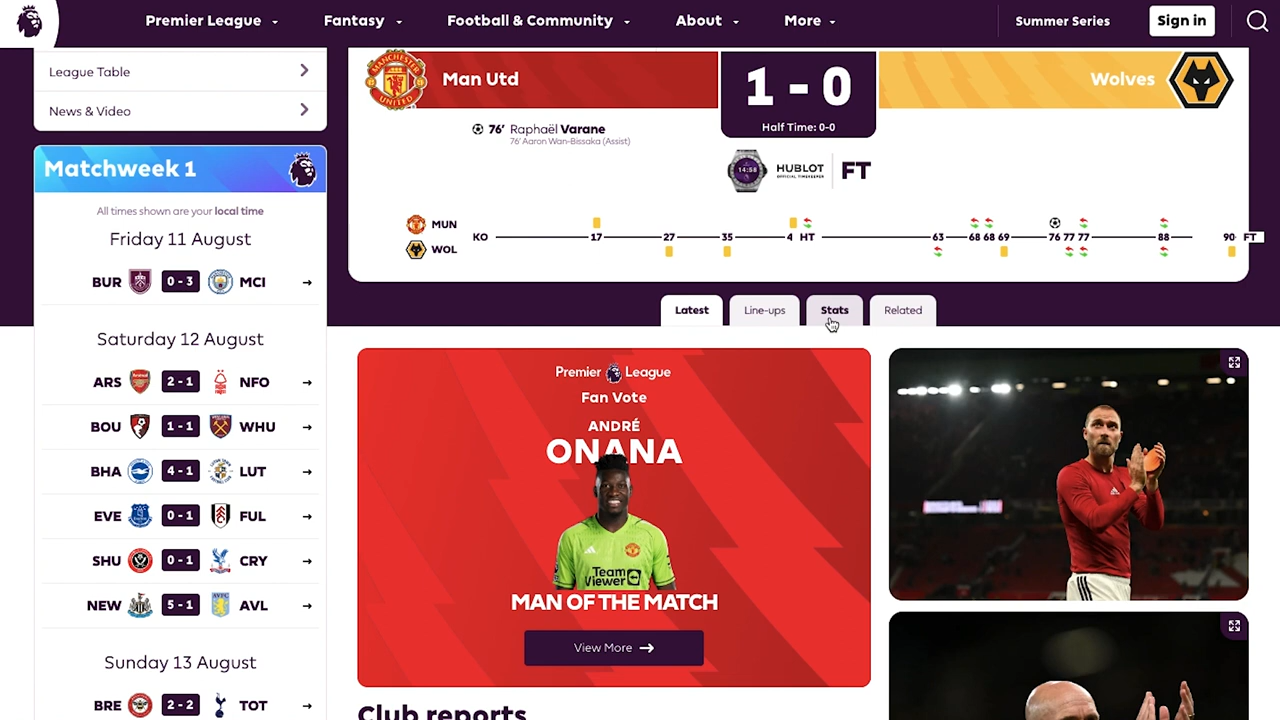 Premier League
Fantasy
Football & Community
About
More
Summer Series
Sign in
League Table
News & Video
Matchweek 1
All times shown are your local time
Friday 11 August
BUR 0 - 3 MCI
Saturday 12 August
ARS 2 - 1 NFO
BOU 1 - 1 WHU
BHA 4 - 1 LUT
EVE 0 - 1 FUL
SHU 0 - 1 CRY
NEW 5 - 1 AVL
Sunday 13 August
BRE 2 - 2 TOT
Man Utd 1 - 0 Wolves
Half Time: 0-0
76' Raphaël Varane
76' Aaron Wan-Bissaka (Assist)
14:58 HUBLOT FT
OFFICIAL TIMEKEEPER
MUN
KO 17 27 35 4 HT 63 68 68 69 76 77 77 88 90 FT
WOL
Latest
Line-ups
Stats
Related
Premier League
Fan Vote
ANDRÉ
ONANA
TeamViewer
MAN OF THE MATCH
View More
Club reports